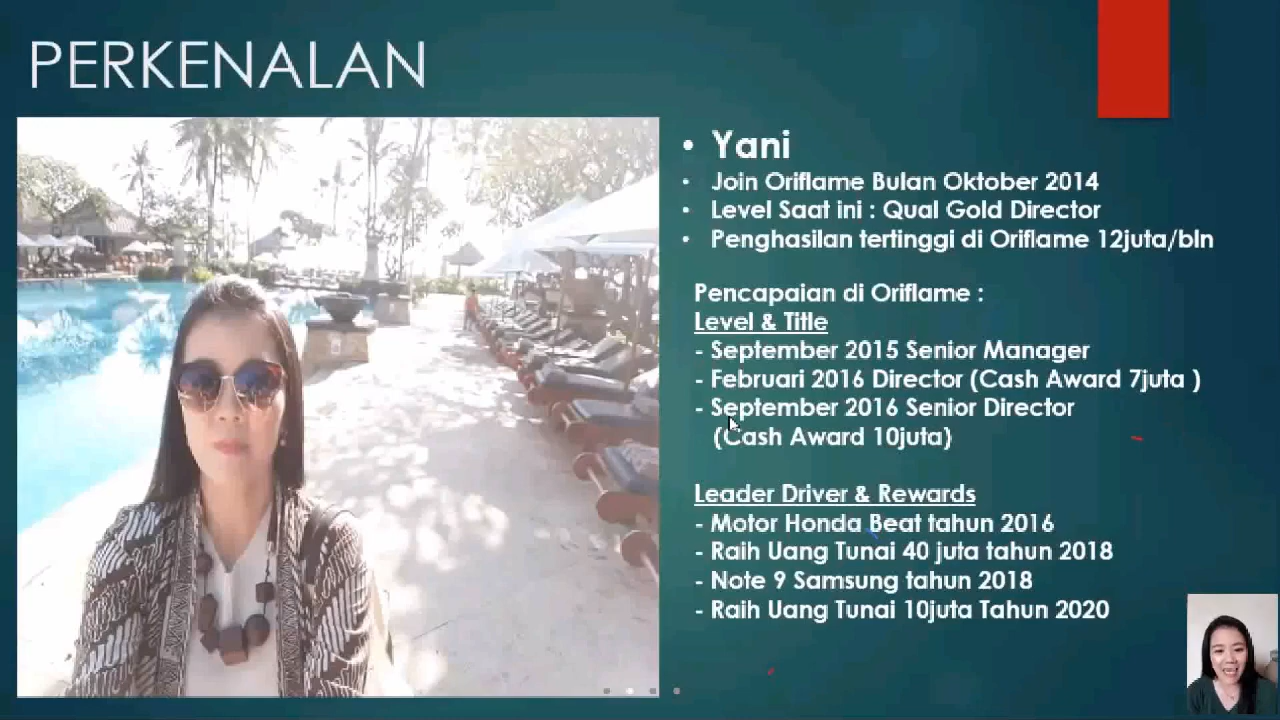 PERKENALAN
• Yani
• Join Oriflame Bulan Oktober 2014
• Level Saat ini : Qual Gold Director
• Penghasilan tertinggi di Oriflame 12juta/bln
Pencapaian di Oriflame :
Level & Title
- September 2015 Senior Manager
- Februari 2016 Director (Cash Award 7juta )
- September 2016 Senior Director
(Cash Award 10juta)
Leader Driver & Rewards
- Motor Honda Beat tahun 2016
- Raih Uang Tunai 40 juta tahun 2018
- Note 9 Samsung tahun 2018
- Raih Uang Tunai 10juta Tahun 2020